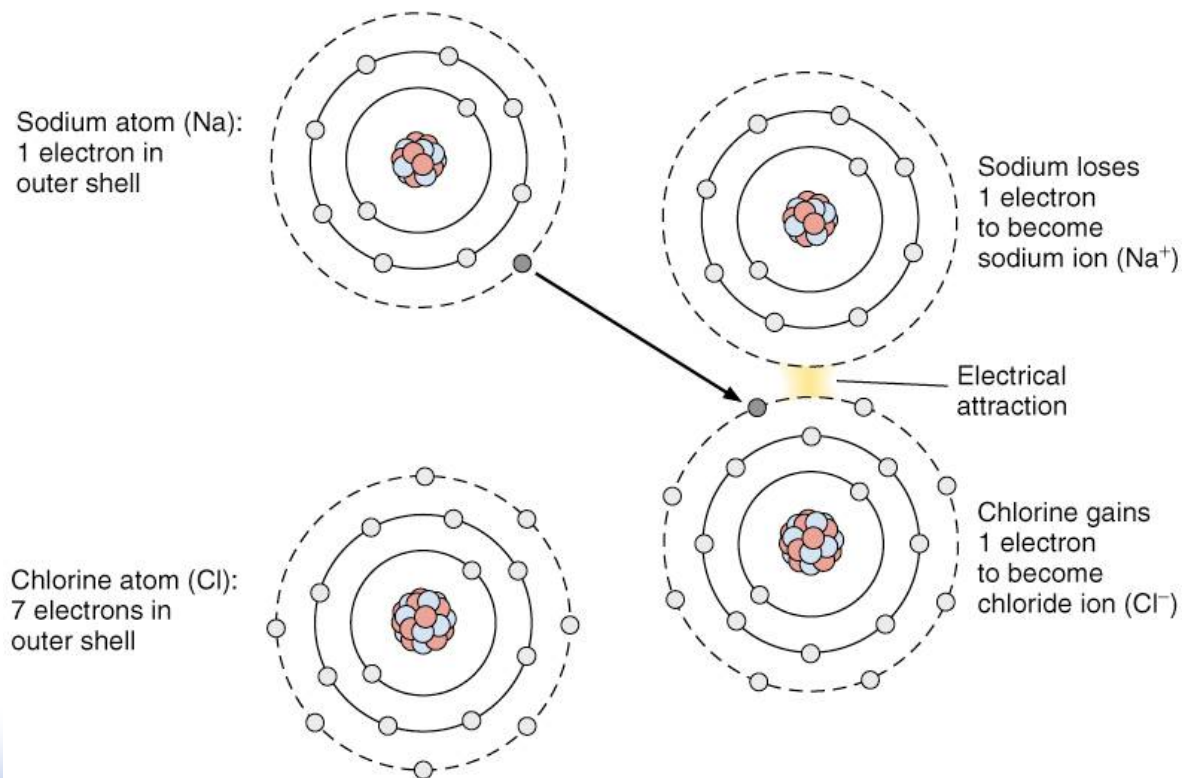 Sodium atom (Na):
1 electron in
outer shell
Sodium loses
1 electron
to become
sodium ion (Na⁺)
Electrical
attraction
Chlorine atom (Cl):
7 electrons in
outer shell
Chlorine gains
1 electron
to become
chloride ion (Cl⁻)